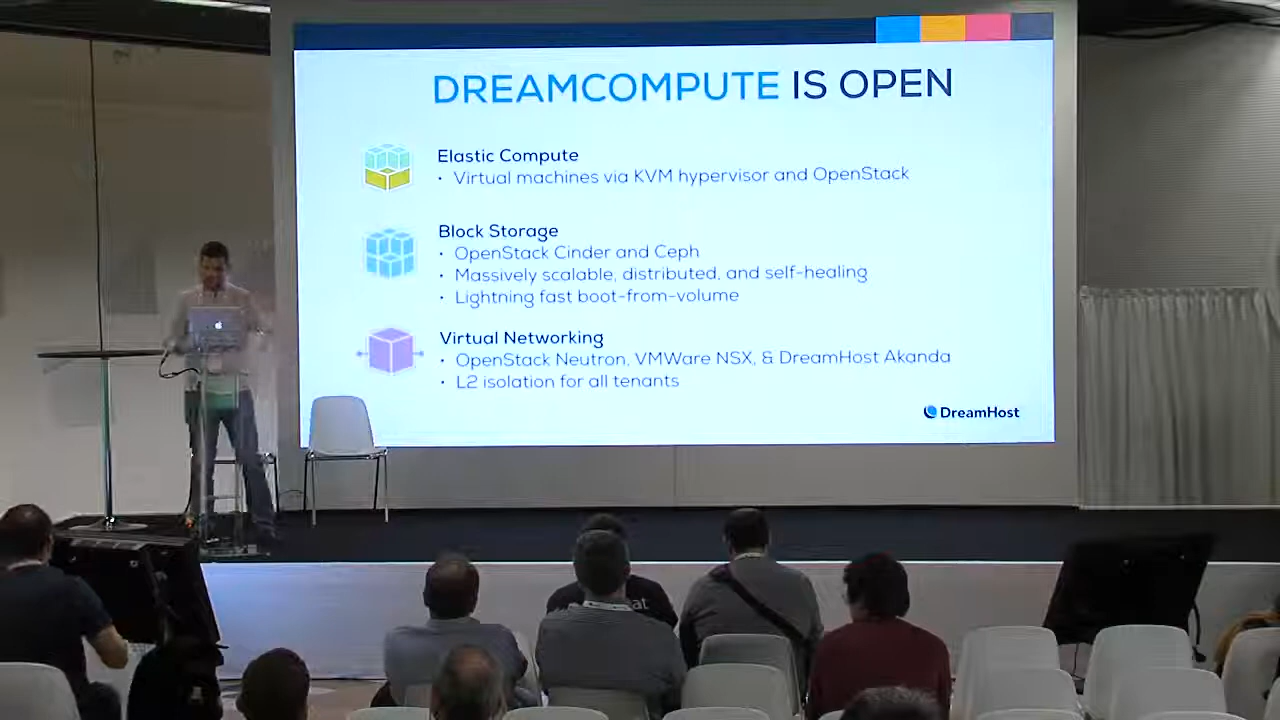 DREAMCOMPUTE IS OPEN
Elastic Compute
• Virtual machines via KVM hypervisor and OpenStack
Block Storage
• OpenStack Cinder and Ceph
• Massively scalable, distributed, and self-healing
• Lightning fast boot-from-volume
Virtual Networking
• OpenStack Neutron, VMWare NSX, & DreamHost Akanda
• L2 isolation for all tenants
DreamHost